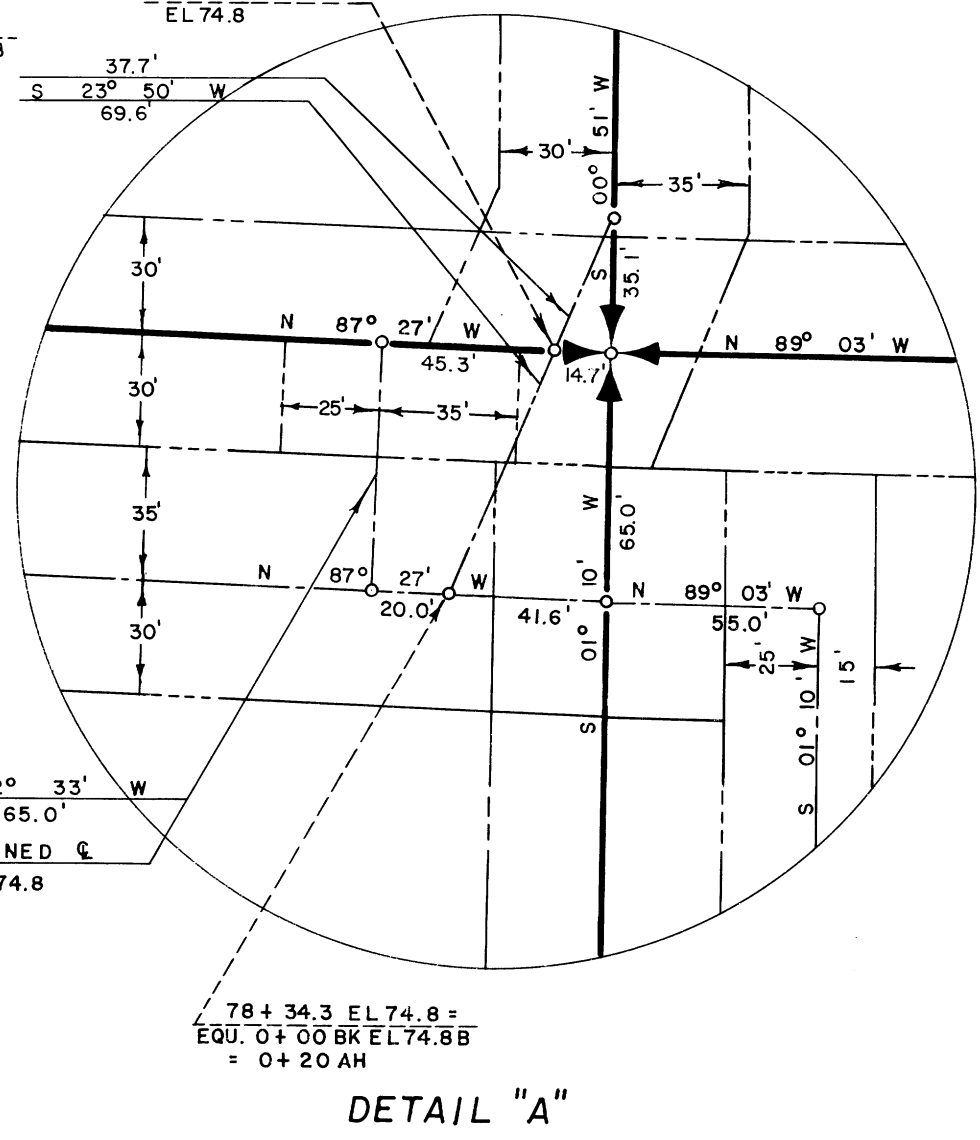 EL 74.8
37.7'
S 23° 50' W
69.6'
30'
S 00° 51' W
35'
30'
35.1'
N 87° 27' W
45.3'
14.7'
N 89° 03' W
30'
25'
35'
35'
S 01° 10' W
65.0'
N 87° 27' W
20.0'
41.6'
N 89° 03' W
55.0'
30'
25'
15'
S 01° 10' W
33' W
65.0'
NED ℄
74.8
78 + 34.3 EL 74.8 =
EQU. 0 + 00 BK EL 74.8 B
= 0 + 20 AH
DETAIL "A"